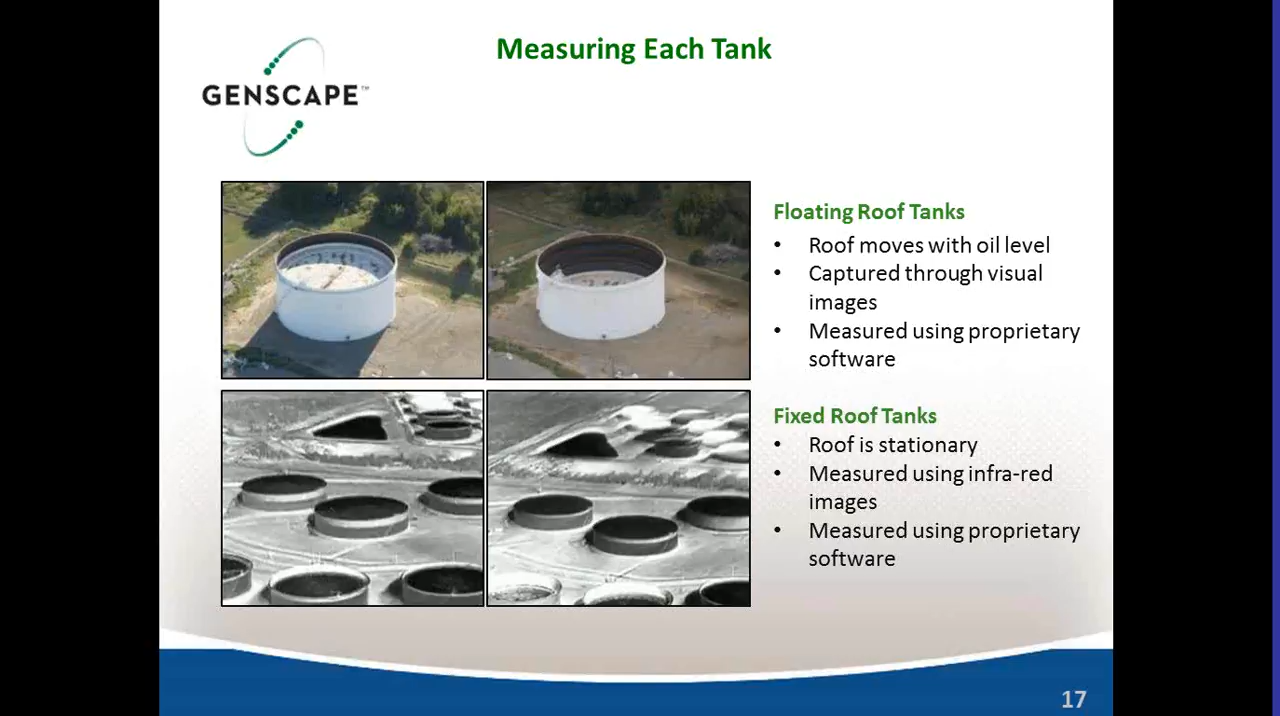 Measuring Each Tank
GENSCAPE™
Floating Roof Tanks
• Roof moves with oil level
• Captured through visual
images
• Measured using proprietary
software
Fixed Roof Tanks
• Roof is stationary
• Measured using infra-red
images
• Measured using proprietary
software
17